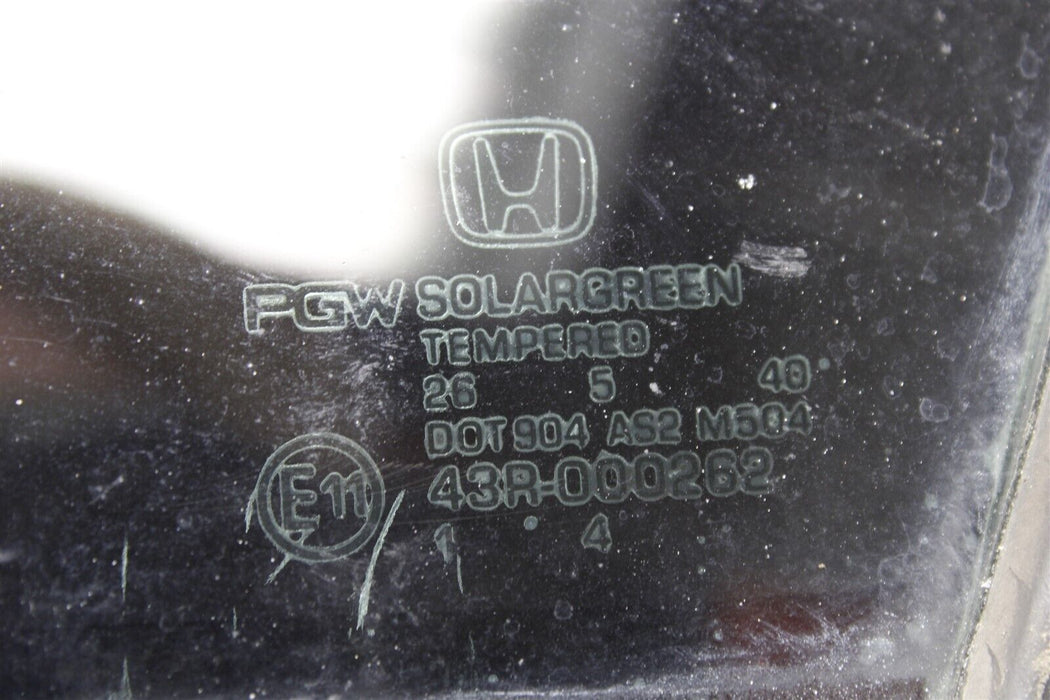 PGW SOLARGREEN
TEMPERED
26 5 40
DOT 904 AS2 M504
E11 43R-000262
1 4